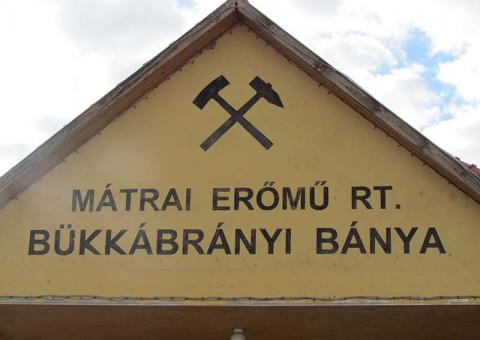 MÁTRAI ERŐMŰ RT.
BÜKKÁBRÁNYI BÁNYA